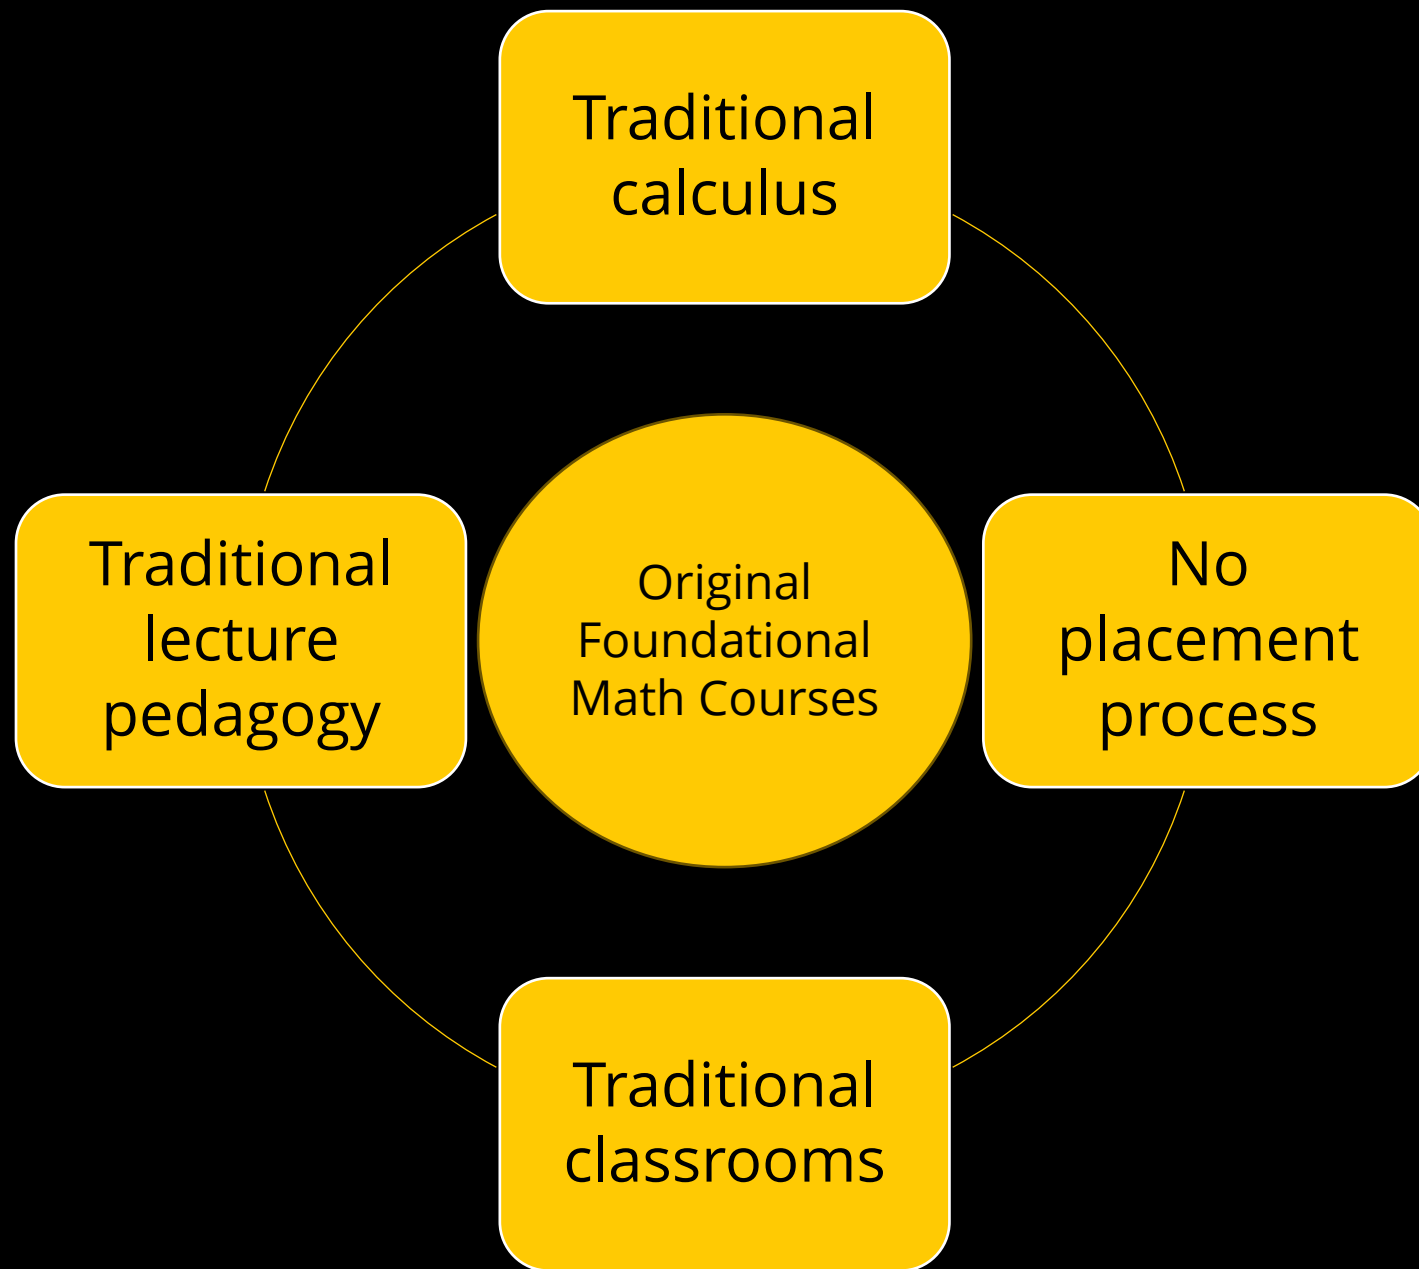 Traditional
calculus
Traditional
lecture
pedagogy
Original
Foundational
Math Courses
No
placement
process
Traditional
classrooms